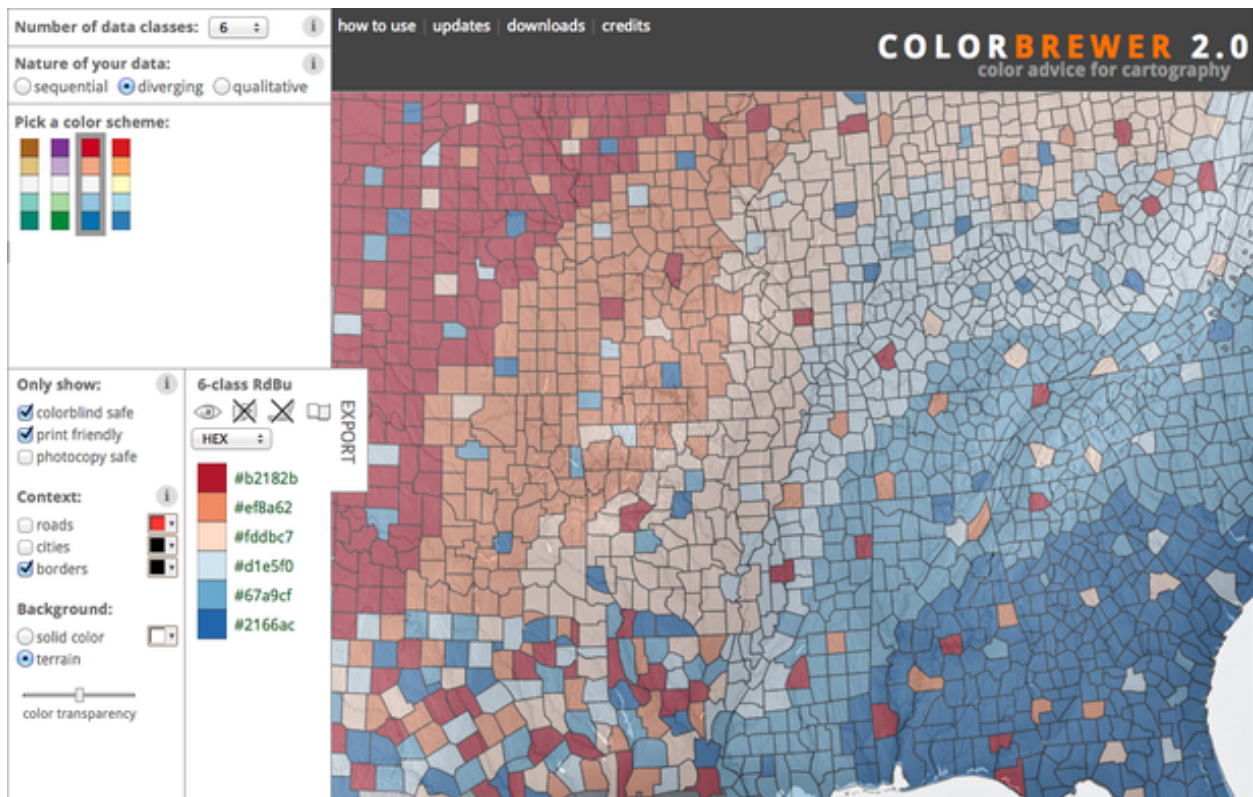 Number of data classes: 6 i
how to use | updates | downloads | credits
COLORBREWER 2.0
color advice for cartography
Nature of your data: i
sequential diverging qualitative
Pick a color scheme:
Only show: i
colorblind safe
print friendly
photocopy safe
Context: i
roads
cities
borders
Background:
solid color
terrain
color transparency
6-class RdBu
EXPORT
HEX
#b2182b
#ef8a62
#fddbc7
#d1e5f0
#67a9cf
#2166ac